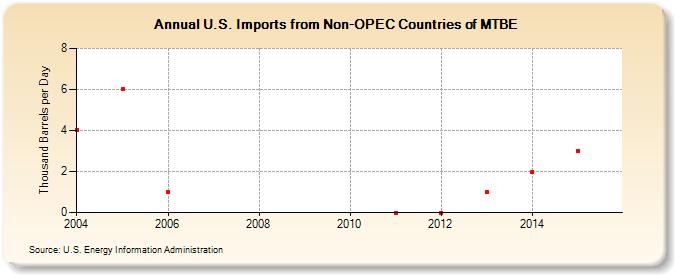 Annual U.S. Imports from Non-OPEC Countries of MTBE
Thousand Barrels per Day
8
6
4
2
0
2004 2006 2008 2010 2012 2014
Source: U.S. Energy Information Administration